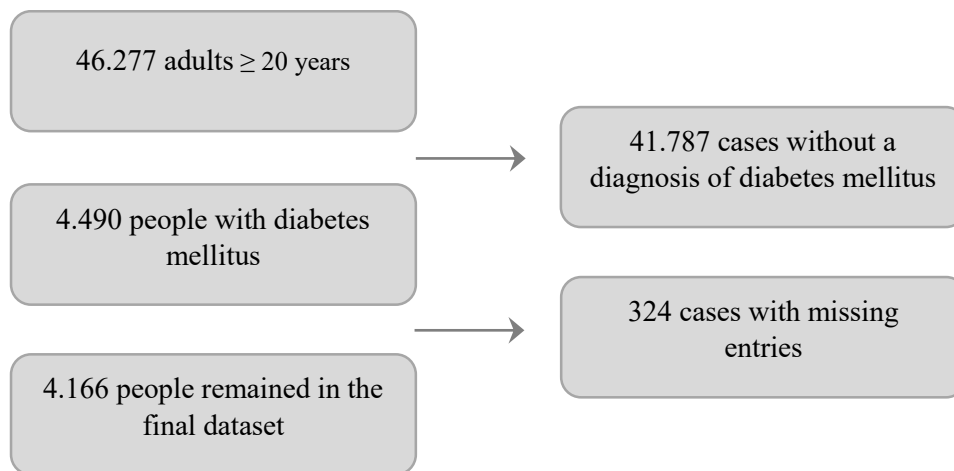 46.277 adults ≥ 20 years
41.787 cases without a
diagnosis of diabetes mellitus
4.490 people with diabetes
mellitus
324 cases with missing
entries
4.166 people remained in the
final dataset